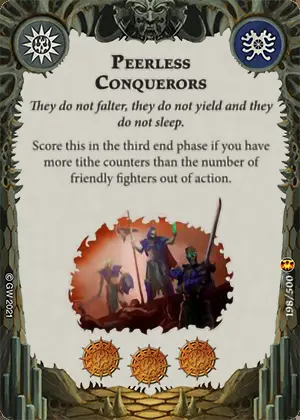 Peerless
Conquerors
They do not falter, they do not yield and they
do not sleep.
Score this in the third end phase if you have
more tithe counters than the number of
friendly fighters out of action.
© GW 2021
198/500